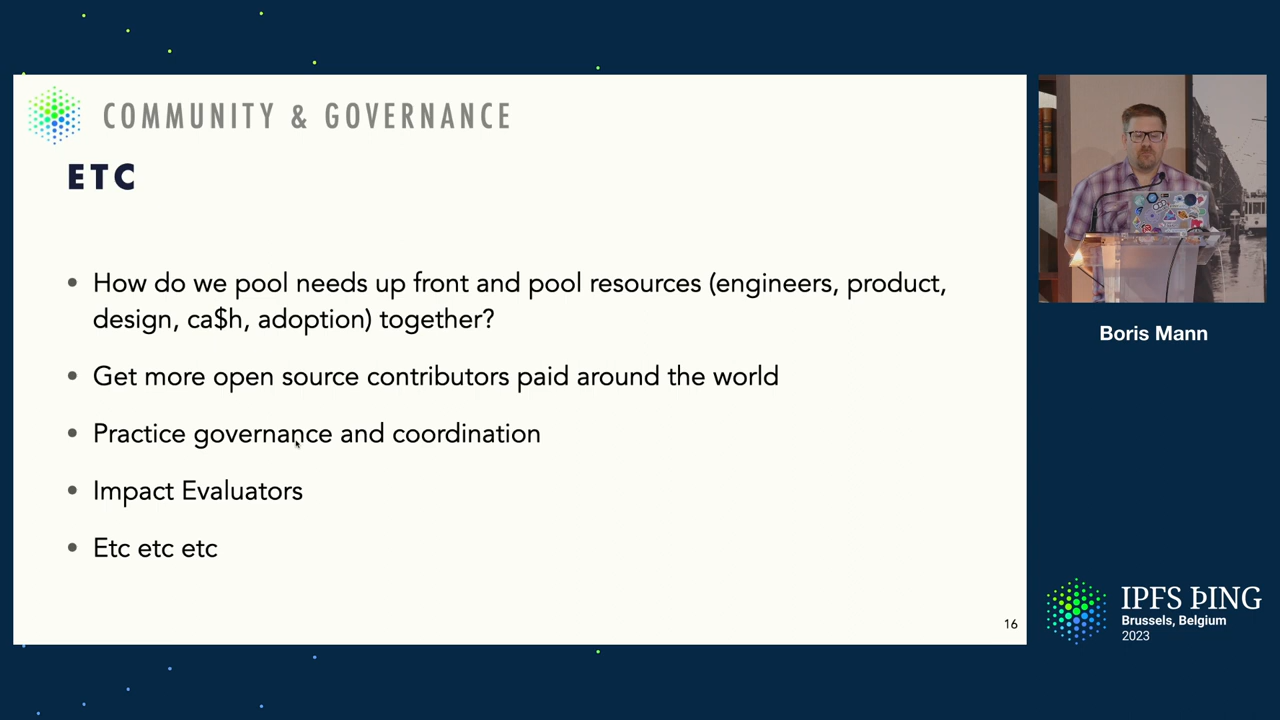 COMMUNITY & GOVERNANCE
ETC
• How do we pool needs up front and pool resources (engineers, product,
design, ca$h, adoption) together?
• Get more open source contributors paid around the world
• Practice governance and coordination
• Impact Evaluators
• Etc etc etc
16
Boris Mann
IPFS ÞING
Brussels, Belgium
2023